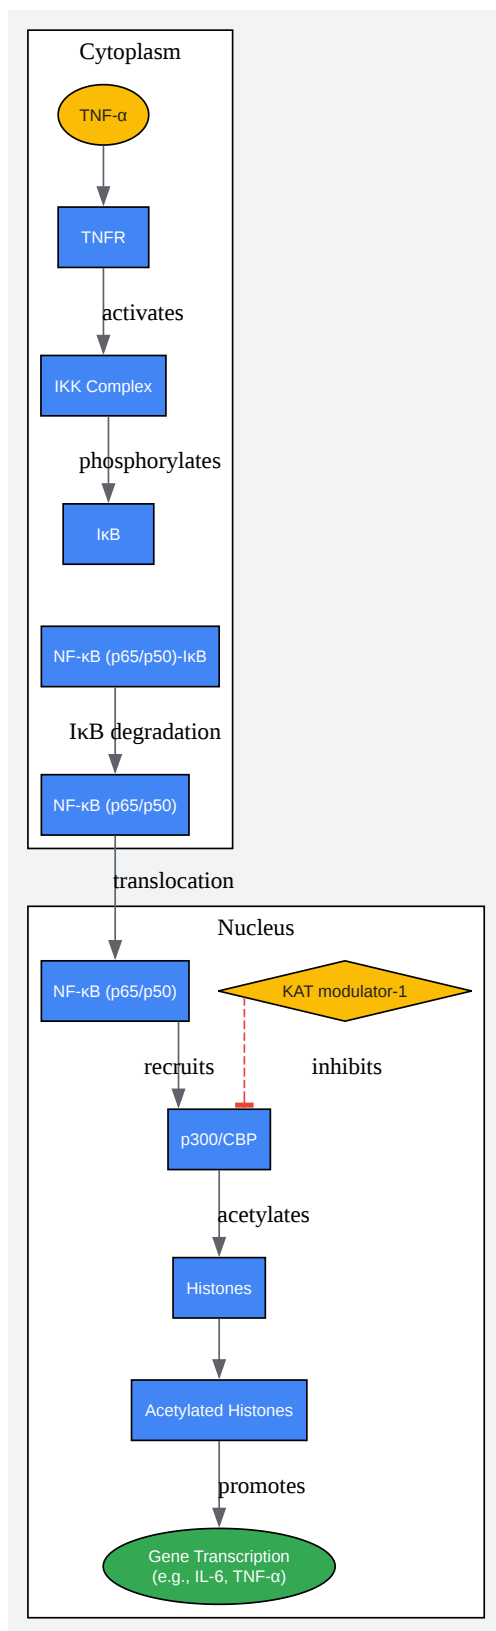 Cytoplasm
TNF-α
TNFR
activates
IKK Complex
phosphorylates
IκB
NF-κB (p65/p50)-IκB
IκB degradation
NF-κB (p65/p50)
translocation
Nucleus
NF-κB (p65/p50)
KAT modulator-1
recruits
inhibits
p300/CBP
acetylates
Histones
Acetylated Histones
promotes
Gene Transcription
(e.g., IL-6, TNF-α)